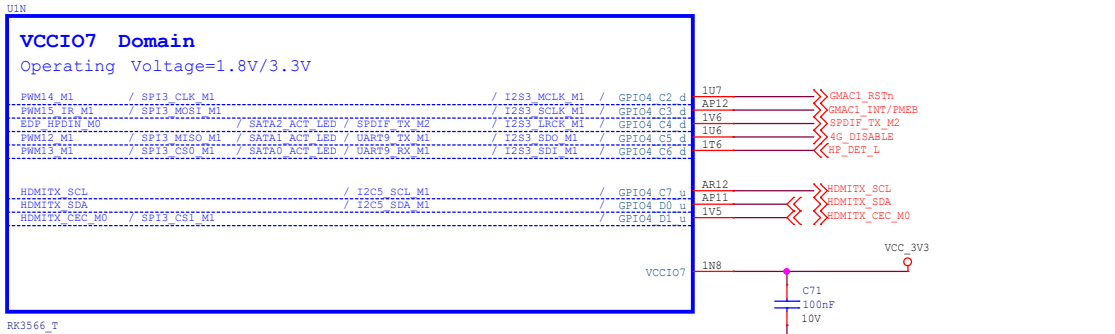 U1N
VCCIO7 Domain
Operating Voltage=1.8V/3.3V
PWM14_M1 / SPI3_CLK_M1 / I2S3_MCLK_M1 / GPIO4_C2_d 1U7 GMAC1_RSTn
PWM15_IR_M1 / SPI3_MOSI_M1 / I2S3_SCLK_M1 / GPIO4_C3_d AP12 GMAC1_INT/PMEB
EDP_HPDIN_M0 / SATA2_ACT_LED / SPDIF_TX_M2 / I2S3_LRCK_M1 / GPIO4_C4_d 1V6 SPDIF_TX_M2
PWM12_M1 / SPI3_MISO_M1 / SATA1_ACT_LED / UART9_TX_M1 / I2S3_SDO_M1 / GPIO4_C5_d 1U6 4G_DISABLE
PWM13_M1 / SPI3_CS0_M1 / SATA0_ACT_LED / UART9_RX_M1 / I2S3_SDI_M1 / GPIO4_C6_d 1T6 HP_DET_L
HDMITX_SCL / I2C5_SCL_M1 / GPIO4_C7_u AR12 HDMITX_SCL
HDMITX_SDA / I2C5_SDA_M1 / GPIO4_D0_u AP11 HDMITX_SDA
HDMITX_CEC_M0 / SPI3_CS1_M1 / GPIO4_D1_u 1V5 HDMITX_CEC_M0
VCC_3V3
VCCIO7 1N8
C71
100nF
10V
RK3566_T